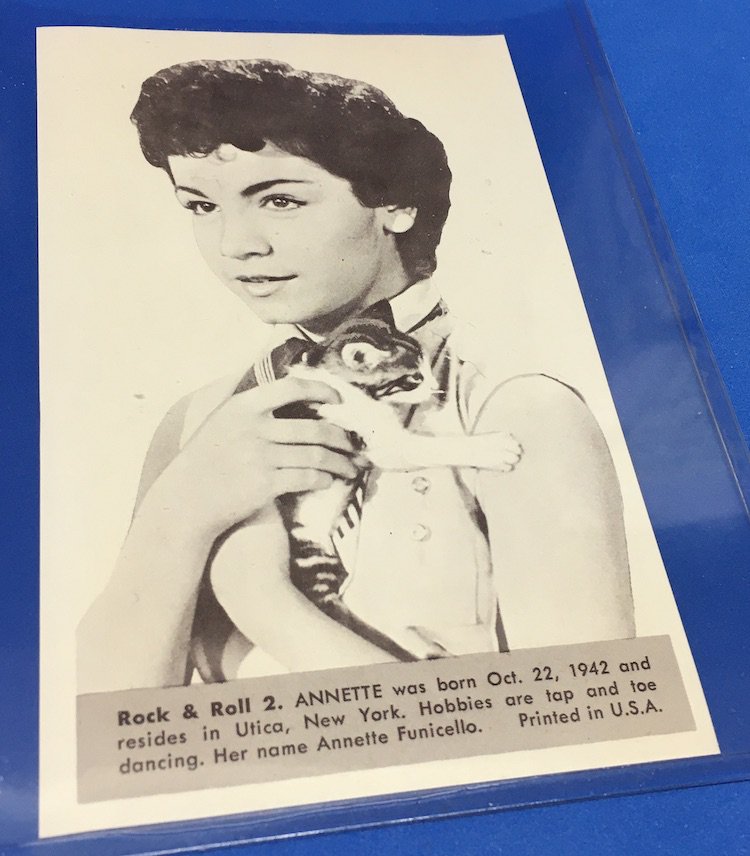 Rock & Roll 2. ANNETTE was born Oct. 22, 1942 and
resides in Utica, New York. Hobbies are tap and toe
dancing. Her name Annette Funicello. Printed in U.S.A.